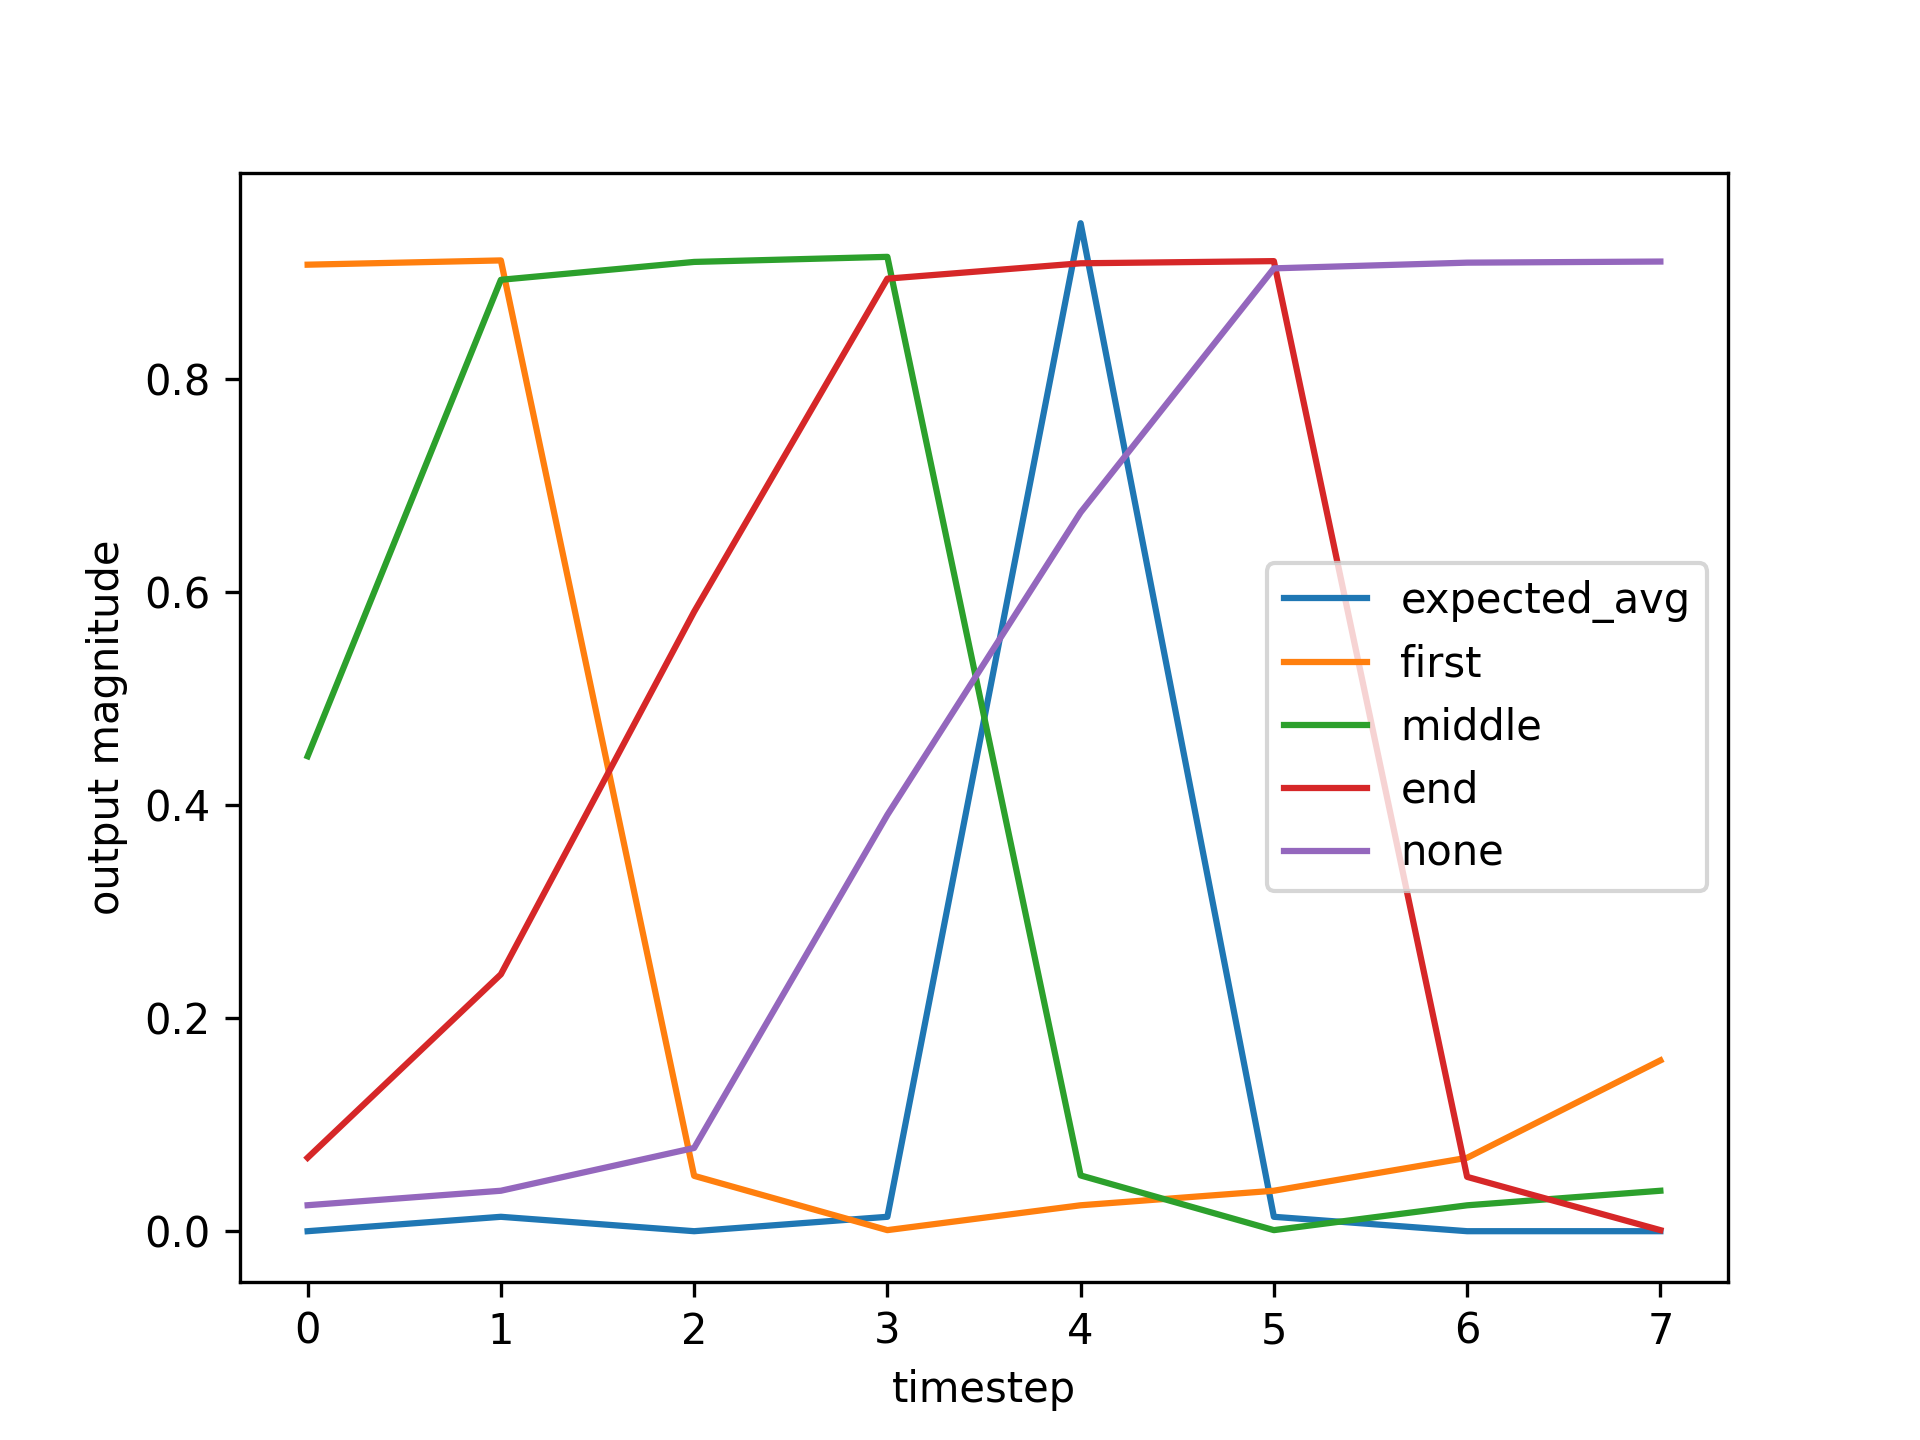 output magnitude
0.8
0.6
0.4
0.2
0.0
expected_avg
first
middle
end
none
0 1 2 3 4 5 6 7
timestep